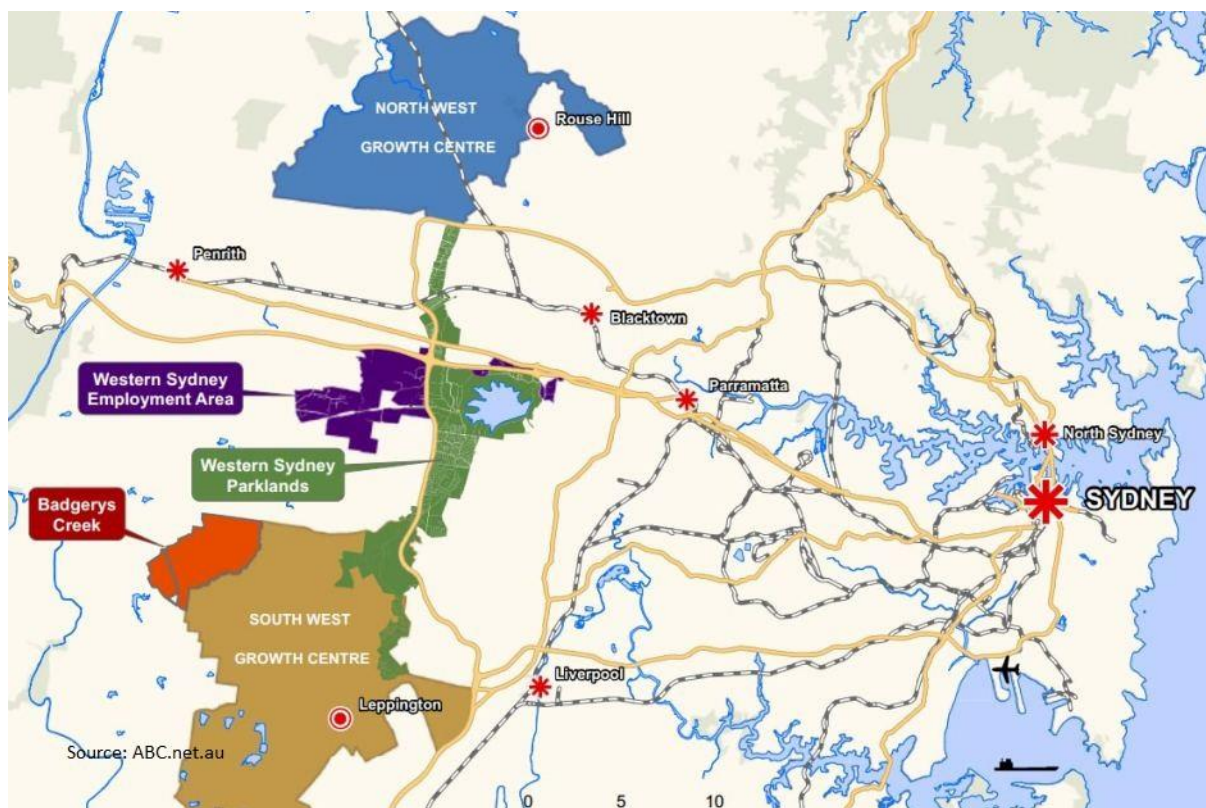 NORTH WEST
GROWTH CENTRE
Rouse Hill
Penrith
Blacktown
Western Sydney
Employment Area
Parramatta
North Sydney
Western Sydney
Parklands
SYDNEY
Badgerys
Creek
SOUTH WEST
GROWTH CENTRE
Liverpool
Leppington
Source: ABC.net.au
0 5 10